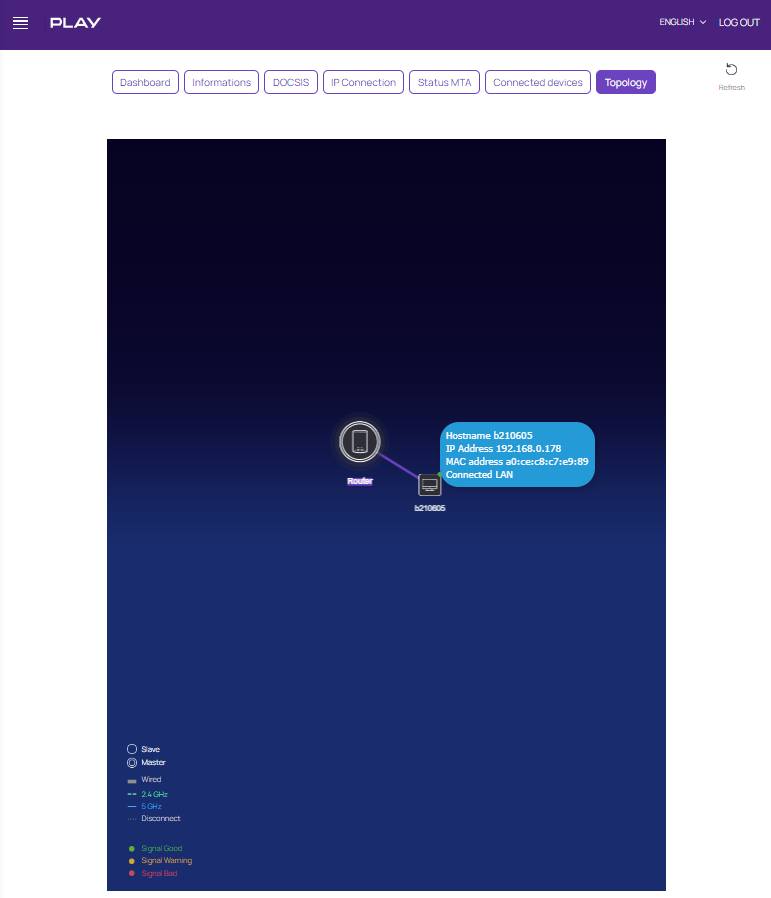 PLAY
ENGLISH
LOG OUT
Dashboard
Informations
DOCSIS
IP Connection
Status MTA
Connected devices
Topology
Refresh
Hostname b210605
IP Address 192.168.0.178
MAC address a0:ce:c8:c7:e9:89
Connected LAN
Router
b210605
Slave
Master
Wired
2.4 GHz
5 GHz
Disconnect
Signal Good
Signal Warning
Signal Bad